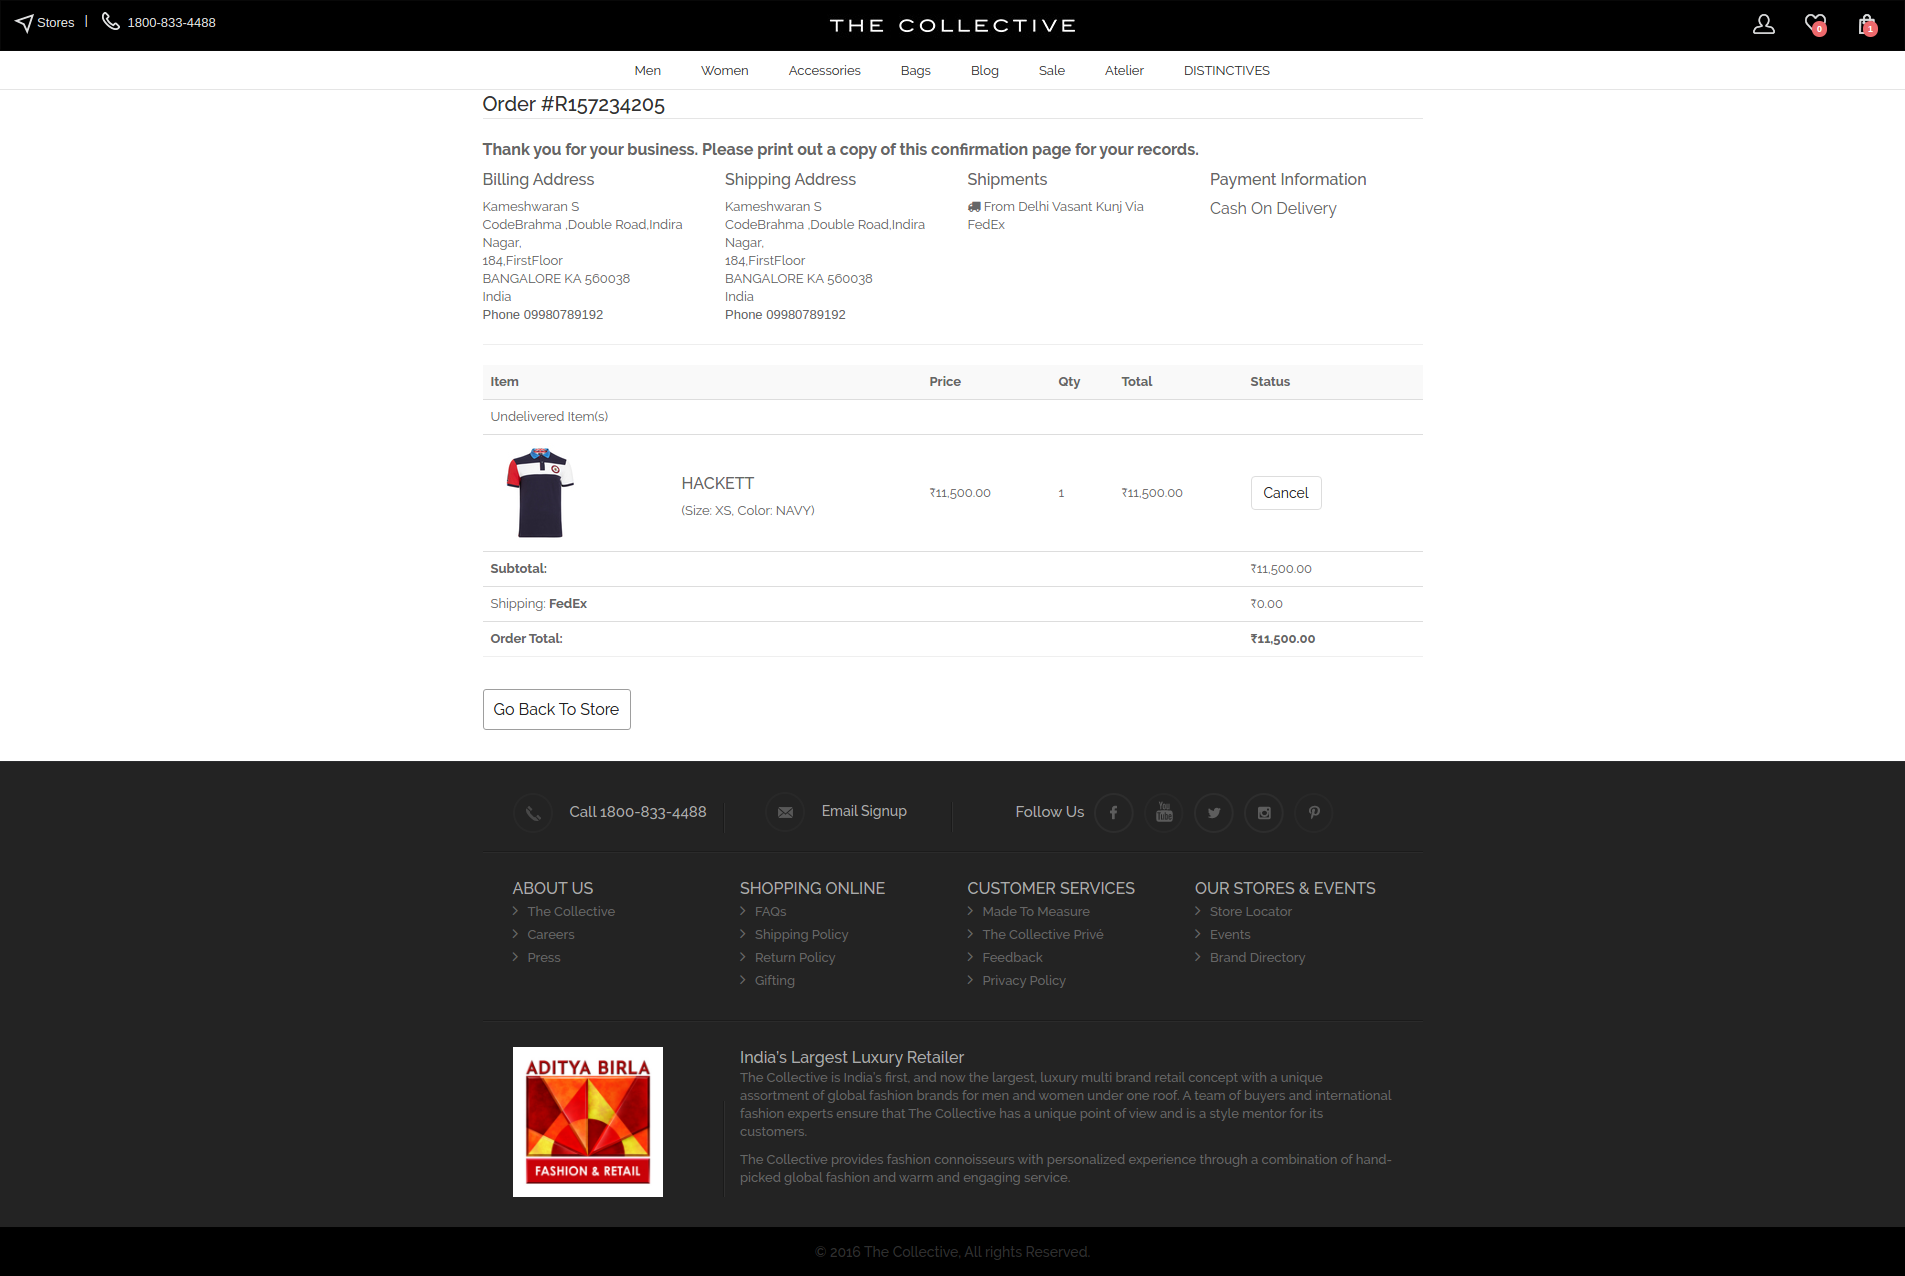 Stores | 1800-833-4488
THE COLLECTIVE
0
1
Men Women Accessories Bags Blog Sale Atelier DISTINCTIVES
Order #R157234205
Thank you for your business. Please print out a copy of this confirmation page for your records.
Billing Address
Kameshwaran S
CodeBrahma ,Double Road,Indira
Nagar,
184,FirstFloor
BANGALORE KA 560038
India
Phone 09980789192
Shipping Address
Kameshwaran S
CodeBrahma ,Double Road,Indira
Nagar,
184,FirstFloor
BANGALORE KA 560038
India
Phone 09980789192
Shipments
From Delhi Vasant Kunj Via
FedEx
Payment Information
Cash On Delivery
Item Price Qty Total Status
Undelivered Item(s)
HACKETT
(Size: XS, Color: NAVY)
₹11,500.00 1 ₹11,500.00 Cancel
Subtotal: ₹11,500.00
Shipping: FedEx ₹0.00
Order Total: ₹11,500.00
Go Back To Store
Call 1800-833-4488 Email Signup Follow Us
You
Tube
ABOUT US
The Collective
Careers
Press
SHOPPING ONLINE
FAQs
Shipping Policy
Return Policy
Gifting
CUSTOMER SERVICES
Made To Measure
The Collective Privé
Feedback
Privacy Policy
OUR STORES & EVENTS
Store Locator
Events
Brand Directory
ADITYA BIRLA
FASHION & RETAIL
India's Largest Luxury Retailer
The Collective is India's first, and now the largest, luxury multi brand retail concept with a unique
assortment of global fashion brands for men and women under one roof. A team of buyers and international
fashion experts ensure that The Collective has a unique point of view and is a style mentor for its
customers.
The Collective provides fashion connoisseurs with personalized experience through a combination of hand-
picked global fashion and warm and engaging service.
© 2016 The Collective, All rights Reserved.